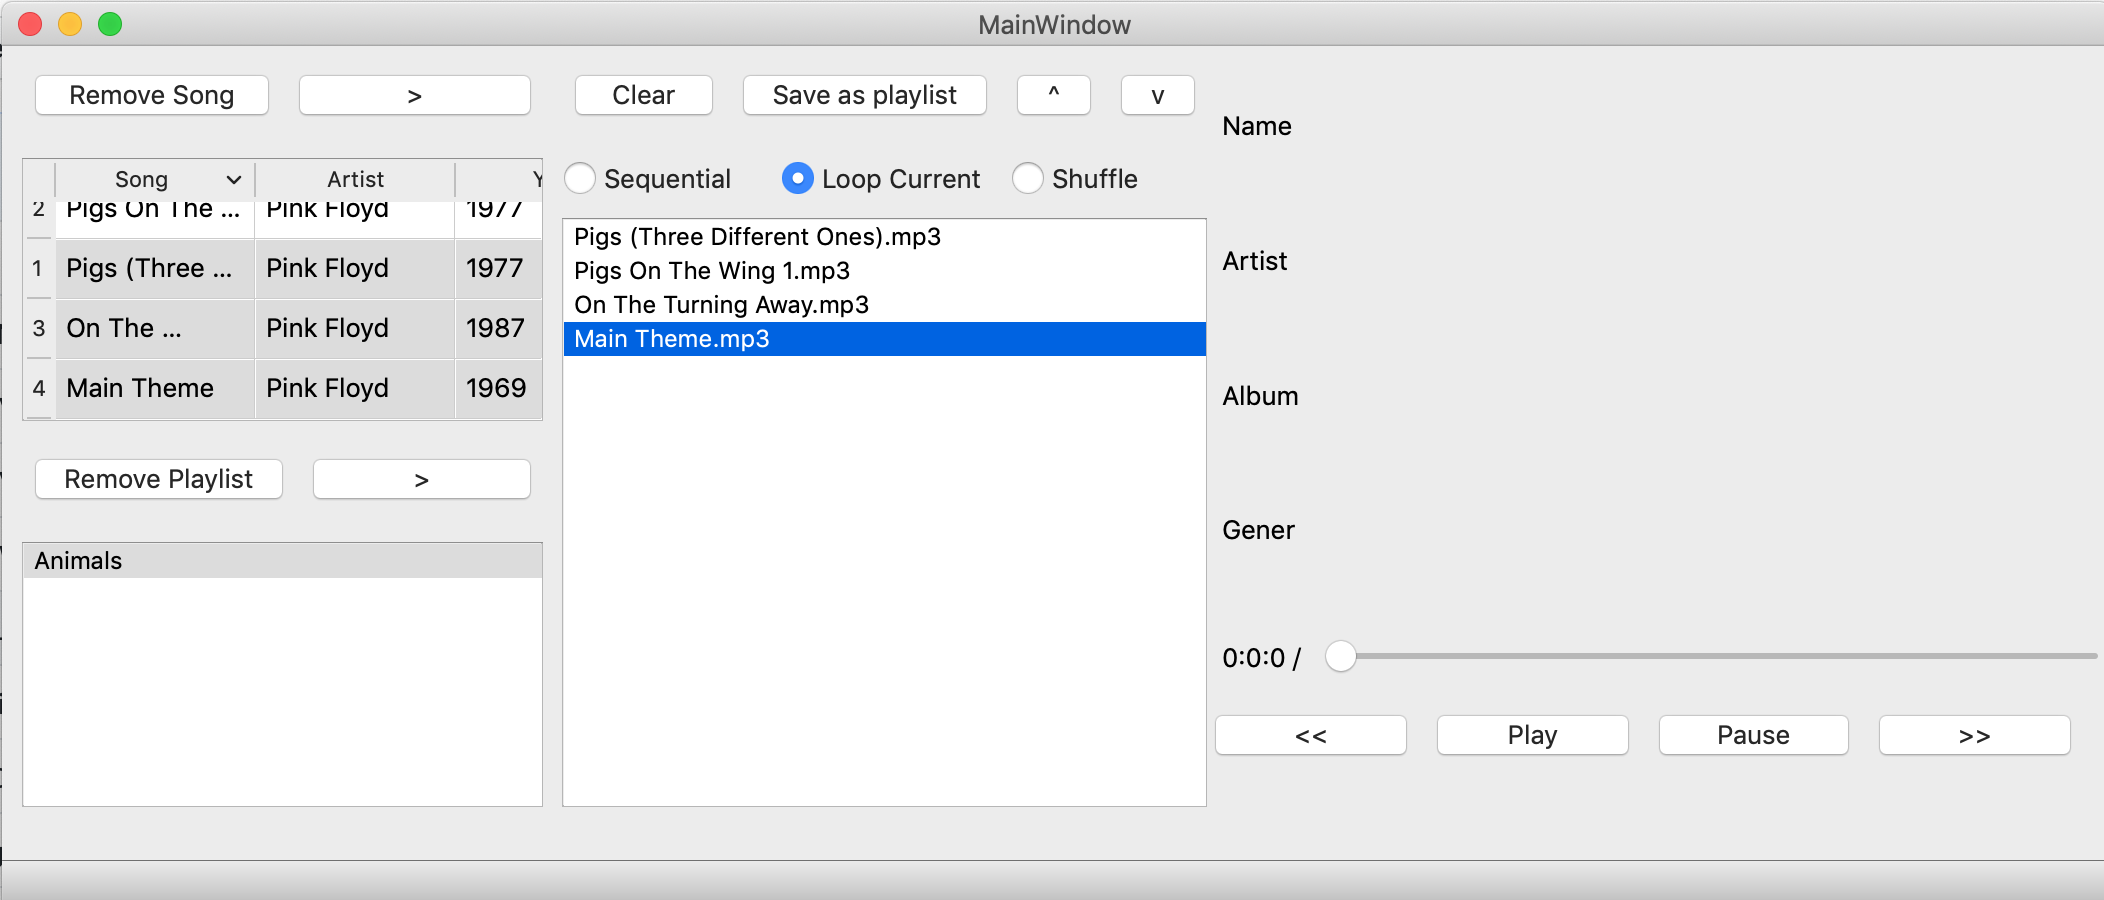 MainWindow
Remove Song > Clear Save as playlist ^ v
Song Artist Y
2 Pigs On The ... Pink Floyd 1977
1 Pigs (Three ... Pink Floyd 1977
3 On The ... Pink Floyd 1987
4 Main Theme Pink Floyd 1969
Remove Playlist >
Animals
Sequential Loop Current Shuffle
Pigs (Three Different Ones).mp3
Pigs On The Wing 1.mp3
On The Turning Away.mp3
Main Theme.mp3
Name
Artist
Album
Gener
0:0:0 /
<< Play Pause >>